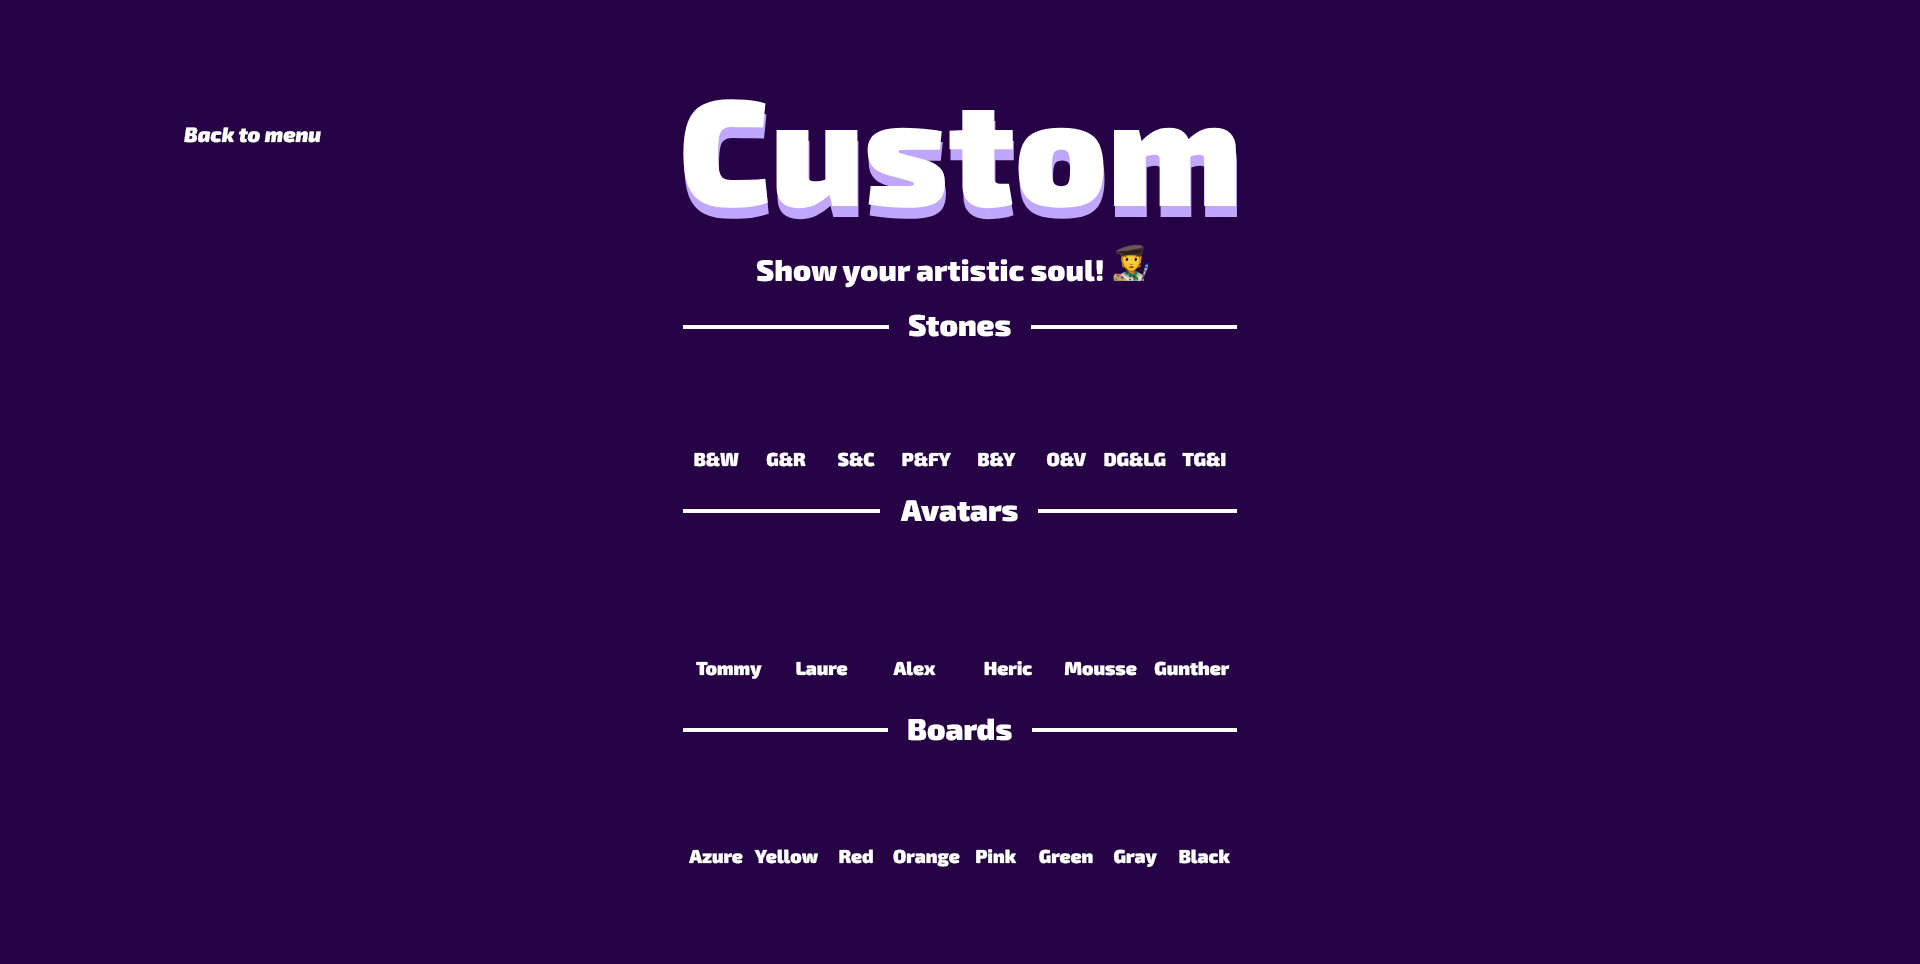 Back to menu
Custom
Show your artistic soul! 🧑‍🎨
Stones
B&W G&R S&C P&FY B&Y O&V DG&LG TG&I
Avatars
Tommy Laure Alex Heric Mousse Gunther
Boards
Azure Yellow Red Orange Pink Green Gray Black